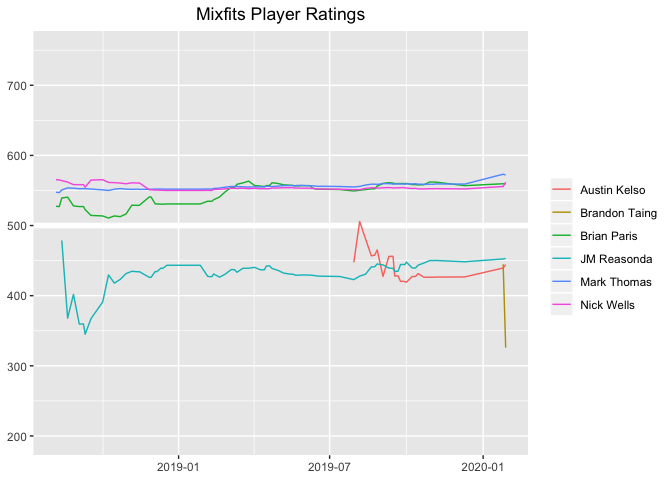 Mixfits Player Ratings
700
600
500
400
300
200
2019-01
2019-07
2020-01
Austin Kelso
Brandon Taing
Brian Paris
JM Reasonda
Mark Thomas
Nick Wells